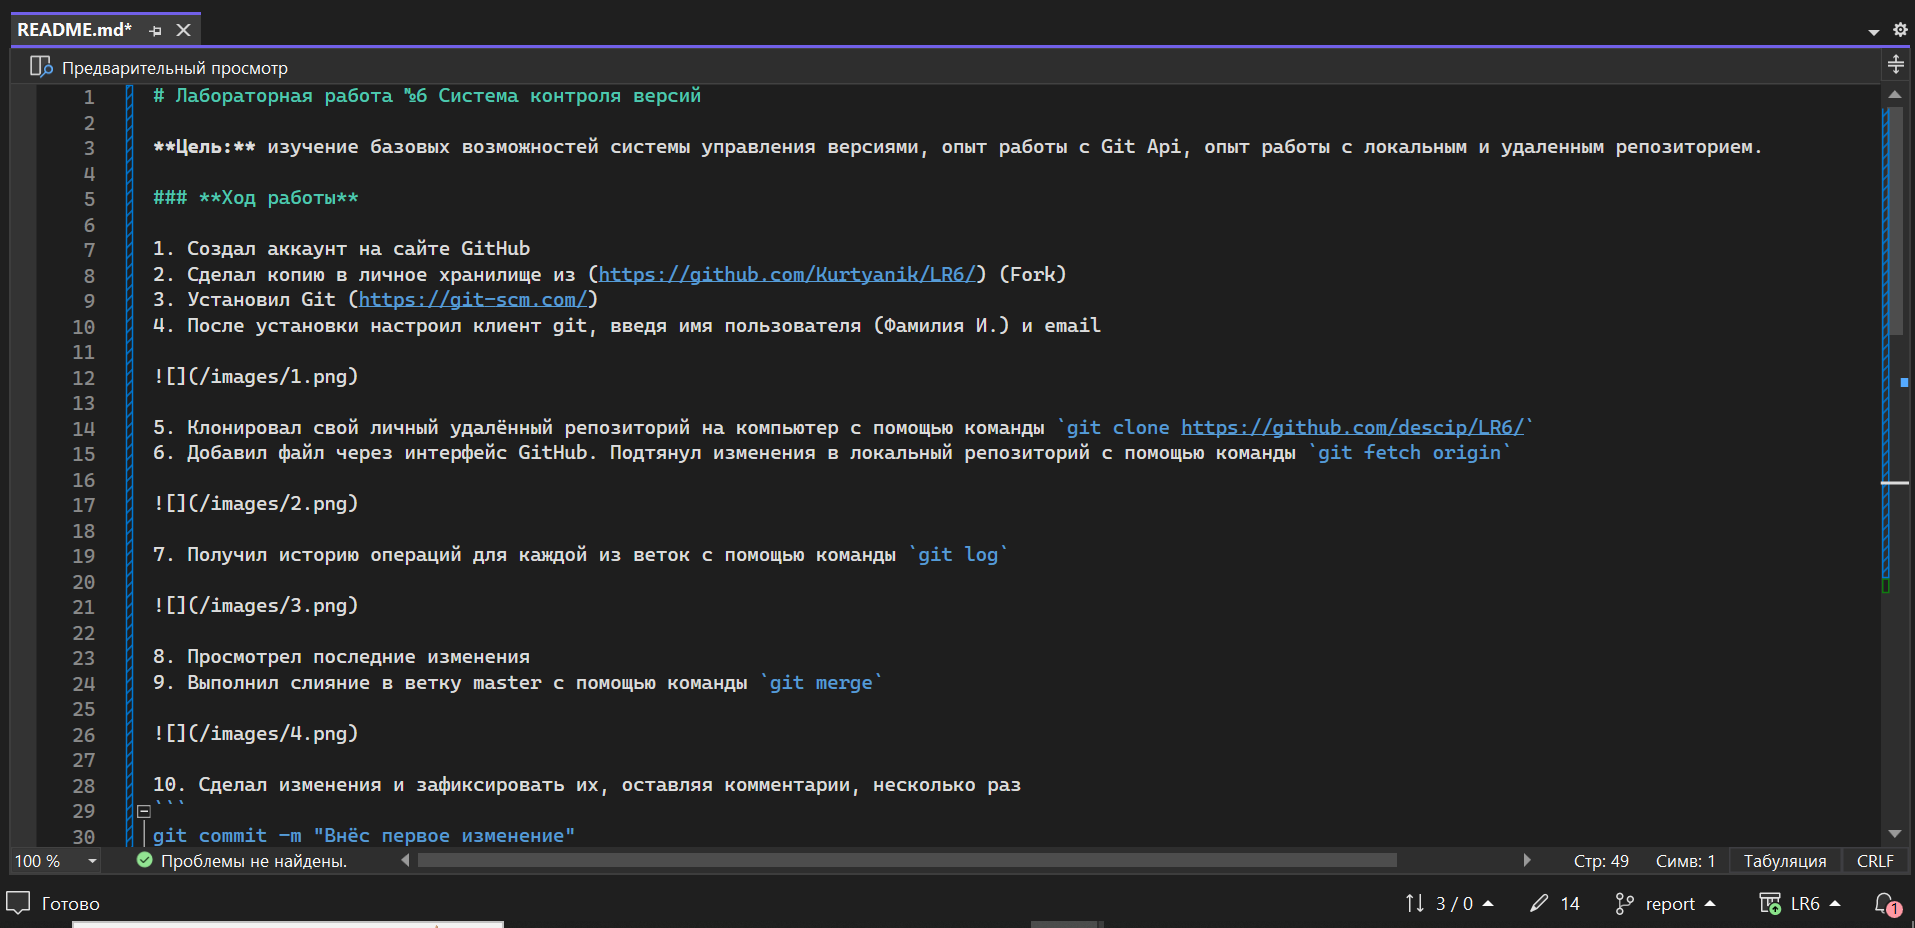 README.md*
Предварительный просмотр
1 # Лабораторная работа №6 Система контроля версий
2
3 **Цель:** изучение базовых возможностей системы управления версиями, опыт работы с Git Api, опыт работы с локальным и удаленным репозиторием.
4
5 ### **Ход работы**
6
7 1. Создал аккаунт на сайте GitHub
8 2. Сделал копию в личное хранилище из (https://github.com/Kurtyanik/LR6/) (Fork)
9 3. Установил Git (https://git-scm.com/)
10 4. После установки настроил клиент git, введя имя пользователя (Фамилия И.) и email
11
12 ![](/images/1.png)
13
14 5. Клонировал свой личный удалённый репозиторий на компьютер с помощью команды `git clone https://github.com/descip/LR6/`
15 6. Добавил файл через интерфейс GitHub. Подтянул изменения в локальный репозиторий с помощью команды `git fetch origin`
16
17 ![](/images/2.png)
18
19 7. Получил историю операций для каждой из веток с помощью команды `git log`
20
21 ![](/images/3.png)
22
23 8. Просмотрел последние изменения
24 9. Выполнил слияние в ветку master с помощью команды `git merge`
25
26 ![](/images/4.png)
27
28 10. Сделал изменения и зафиксировать их, оставляя комментарии, несколько раз
29 ```
30 git commit -m "Внёс первое изменение"
100 % Проблемы не найдены. Стр: 49 Симв: 1 Табуляция CRLF
Готово 3 / 0 14 report LR6 1